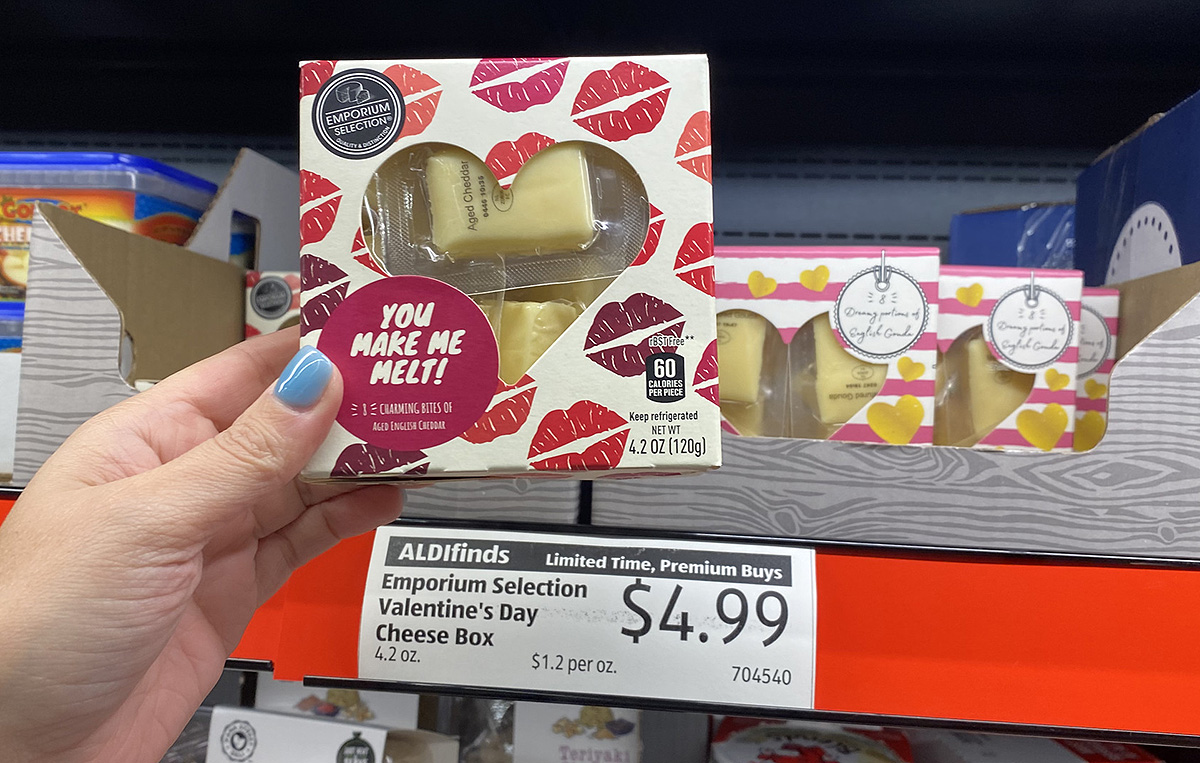 EMPORIUM
SELECTION®
QUALITY & DISTINCTION
Aged Cheddar
YOU
MAKE ME
MELT!
8 CHARMING BITES OF
AGED ENGLISH CHEDDAR
rBST Free**
60
CALORIES
PER PIECE
Keep refrigerated
NET WT
4.2 OZ (120g)
8
Dreamy portions of
English Gouda
8
Dreamy portions of
English Gouda
ALDIfinds Limited Time, Premium Buys
Emporium Selection
Valentine's Day
Cheese Box
$4.99
4.2 oz.
$1.2 per oz.
704540
Teriyaki